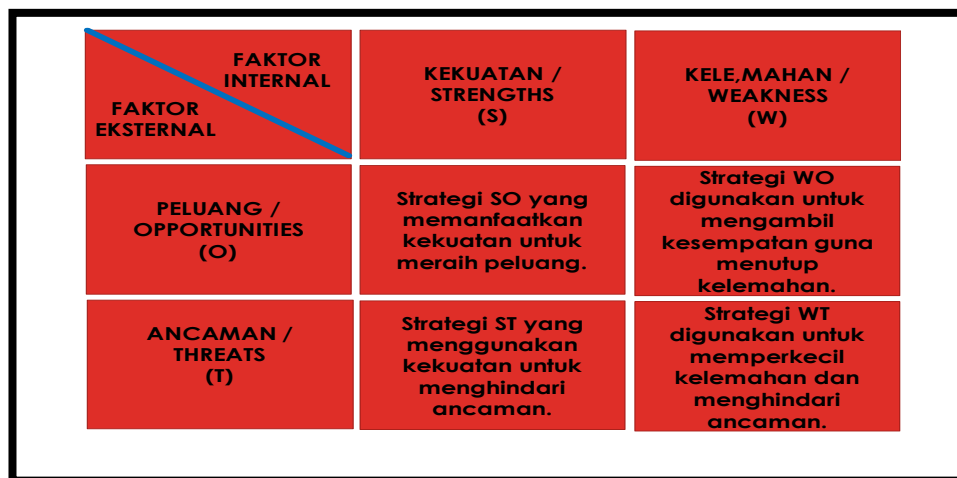 FAKTOR
INTERNAL
FAKTOR
EKSTERNAL
KEKUATAN /
STRENGTHS
(S)
KELE,MAHAN /
WEAKNESS
(W)
PELUANG /
OPPORTUNITIES
(O)
Strategi SO yang
memanfaatkan
kekuatan untuk
meraih peluang.
Strategi WO
digunakan untuk
mengambil
kesempatan guna
menutup
kelemahan.
ANCAMAN /
THREATS
(T)
Strategi ST yang
menggunakan
kekuatan untuk
menghindari
ancaman.
Strategi WT
digunakan untuk
memperkecil
kelemahan dan
menghindari
ancaman.